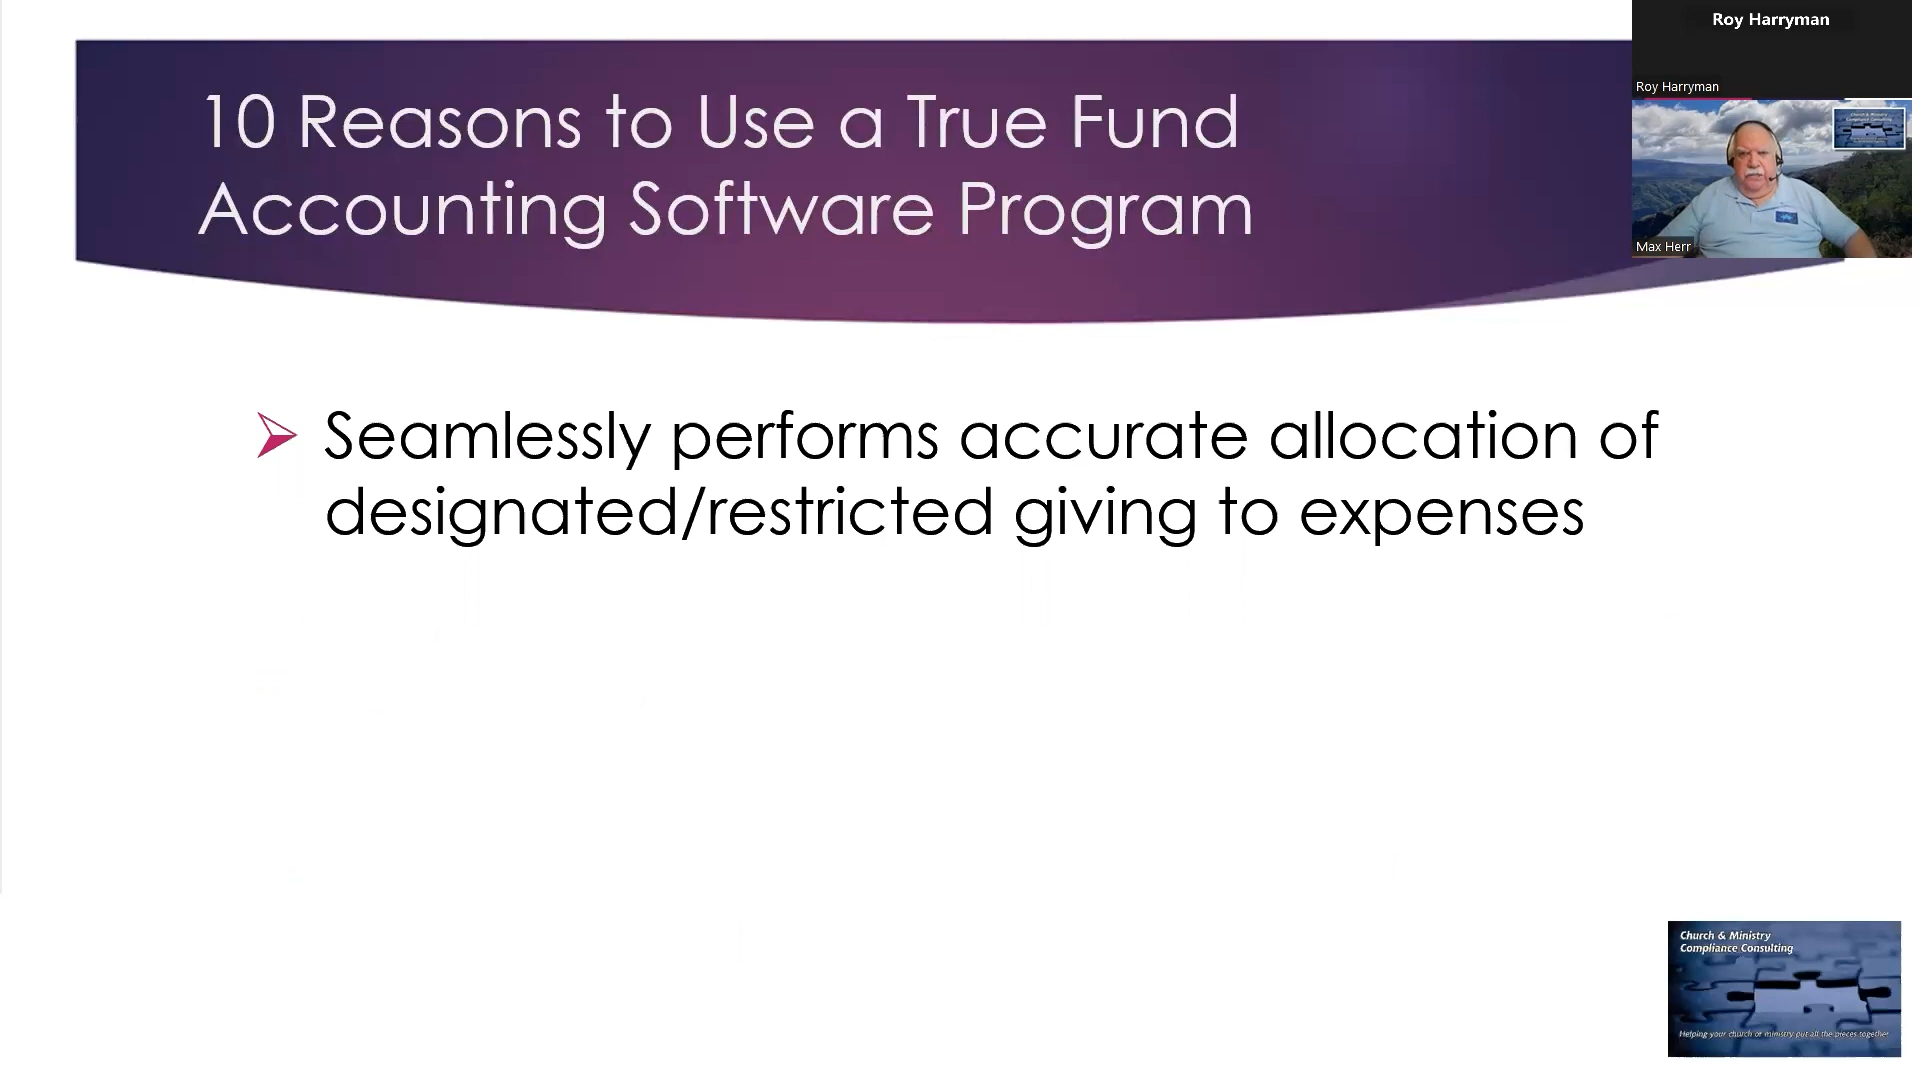 Roy Harryman
Roy Harryman
10 Reasons to Use a True Fund
Accounting Software Program
Max Herr
Seamlessly performs accurate allocation of
designated/restricted giving to expenses
Church & Ministry
Compliance Consulting
Helping your church or ministry put all the pieces together